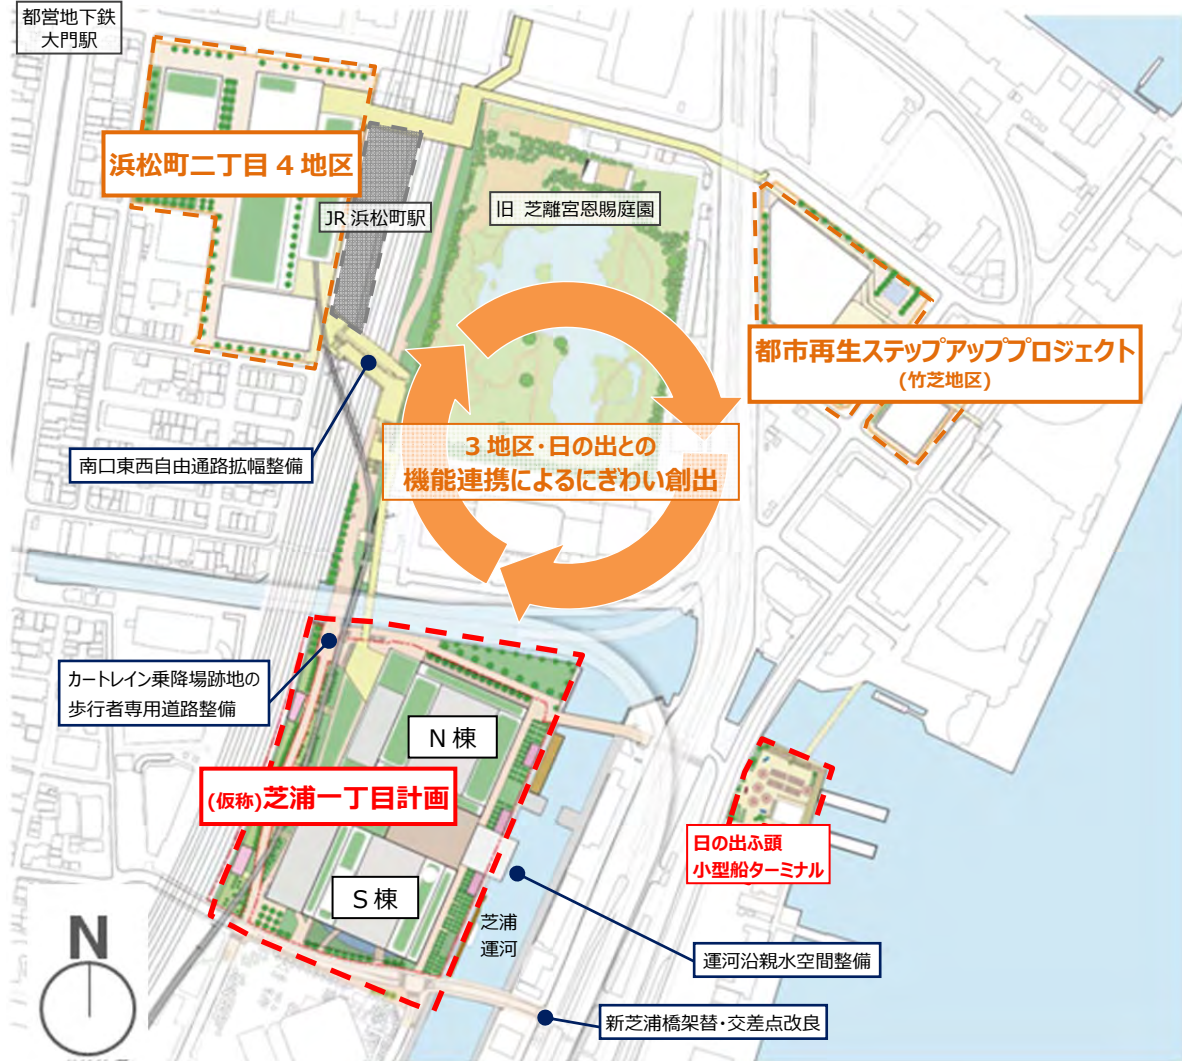 都営地下鉄
大門駅
浜松町二丁目４地区
JR 浜松町駅
旧 芝離宮恩賜庭園
都市再生ステップアッププロジェクト
(竹芝地区)
３地区・日の出との
機能連携によるにぎわい創出
南口東西自由通路拡幅整備
カートレイン乗降場跡地の
歩行者専用道路整備
N 棟
(仮称)芝浦一丁目計画
S 棟
日の出ふ頭
小型船ターミナル
芝浦
運河
運河沿親水空間整備
新芝浦橋架替・交差点改良
N